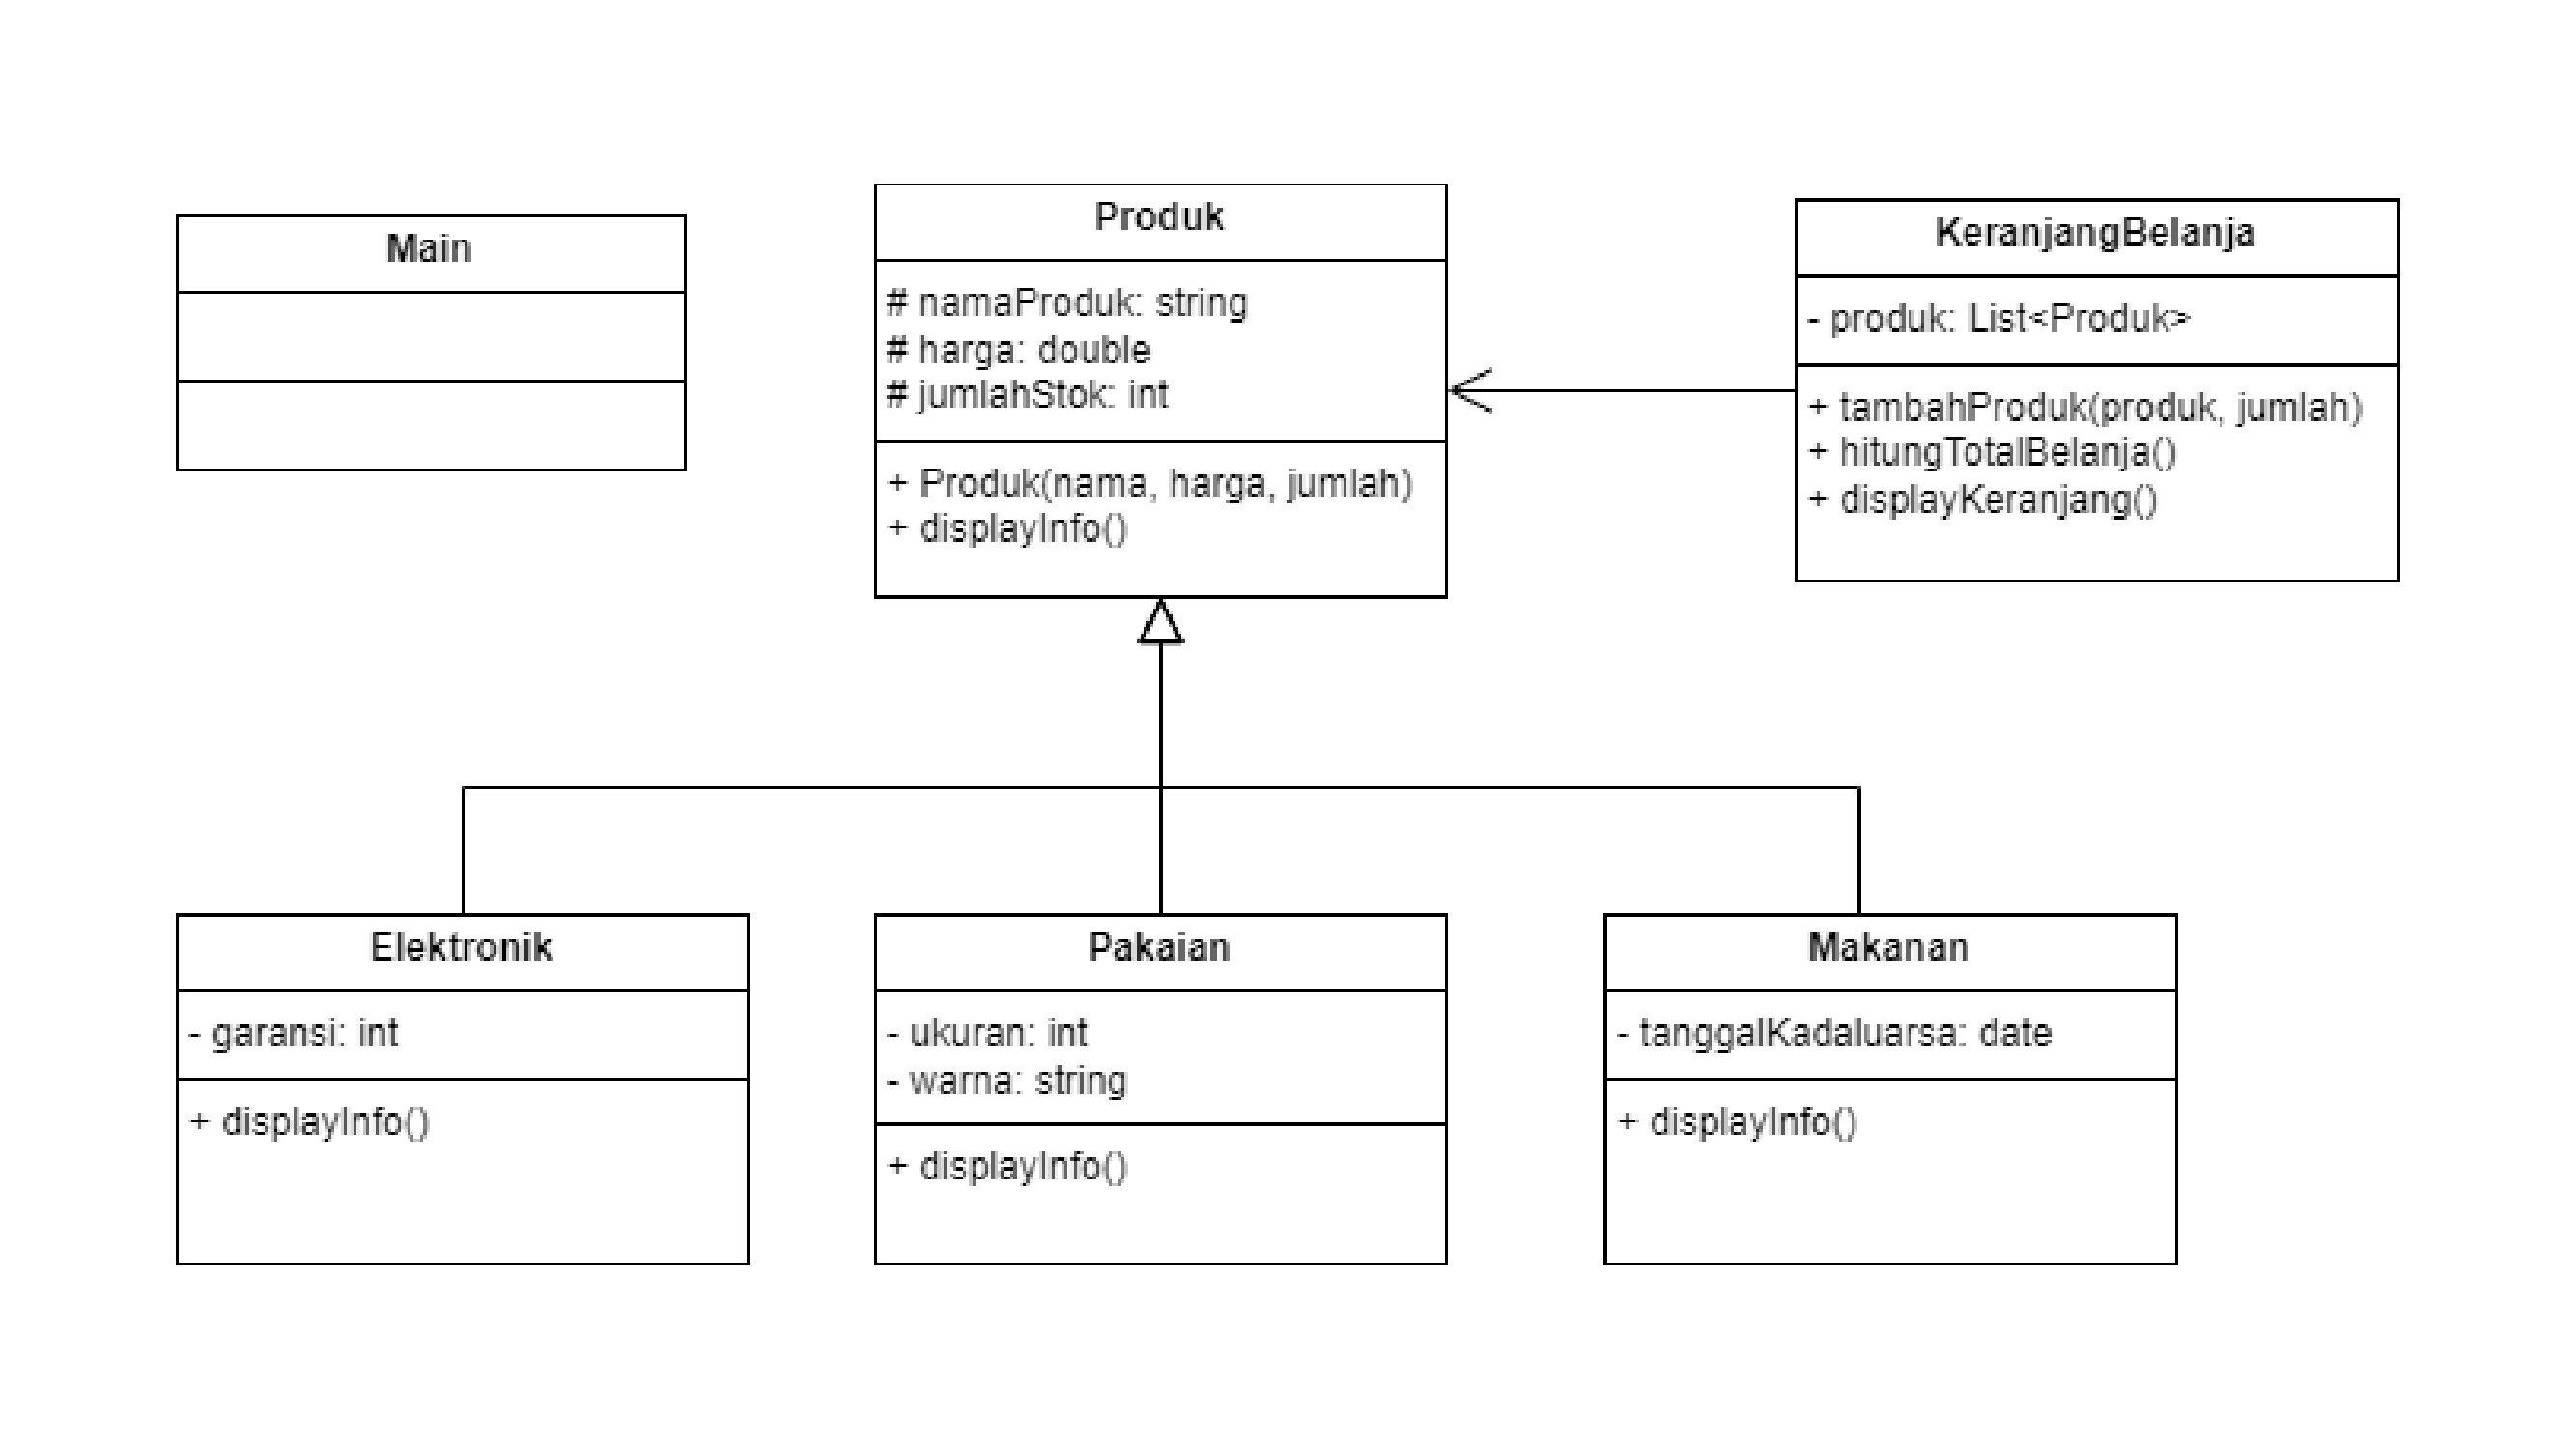 Main
Produk
# namaProduk: string
# harga: double
# jumlahStok: int
+ Produk(nama, harga, jumlah)
+ displayInfo()
KeranjangBelanja
- produk: List<Produk>
+ tambahProduk(produk, jumlah)
+ hitungTotalBelanja()
+ displayKeranjang()
Elektronik
- garansi: int
+ displayInfo()
Pakaian
- ukuran: int
- warna: string
+ displayInfo()
Makanan
- tanggalKadaluarsa: date
+ displayInfo()